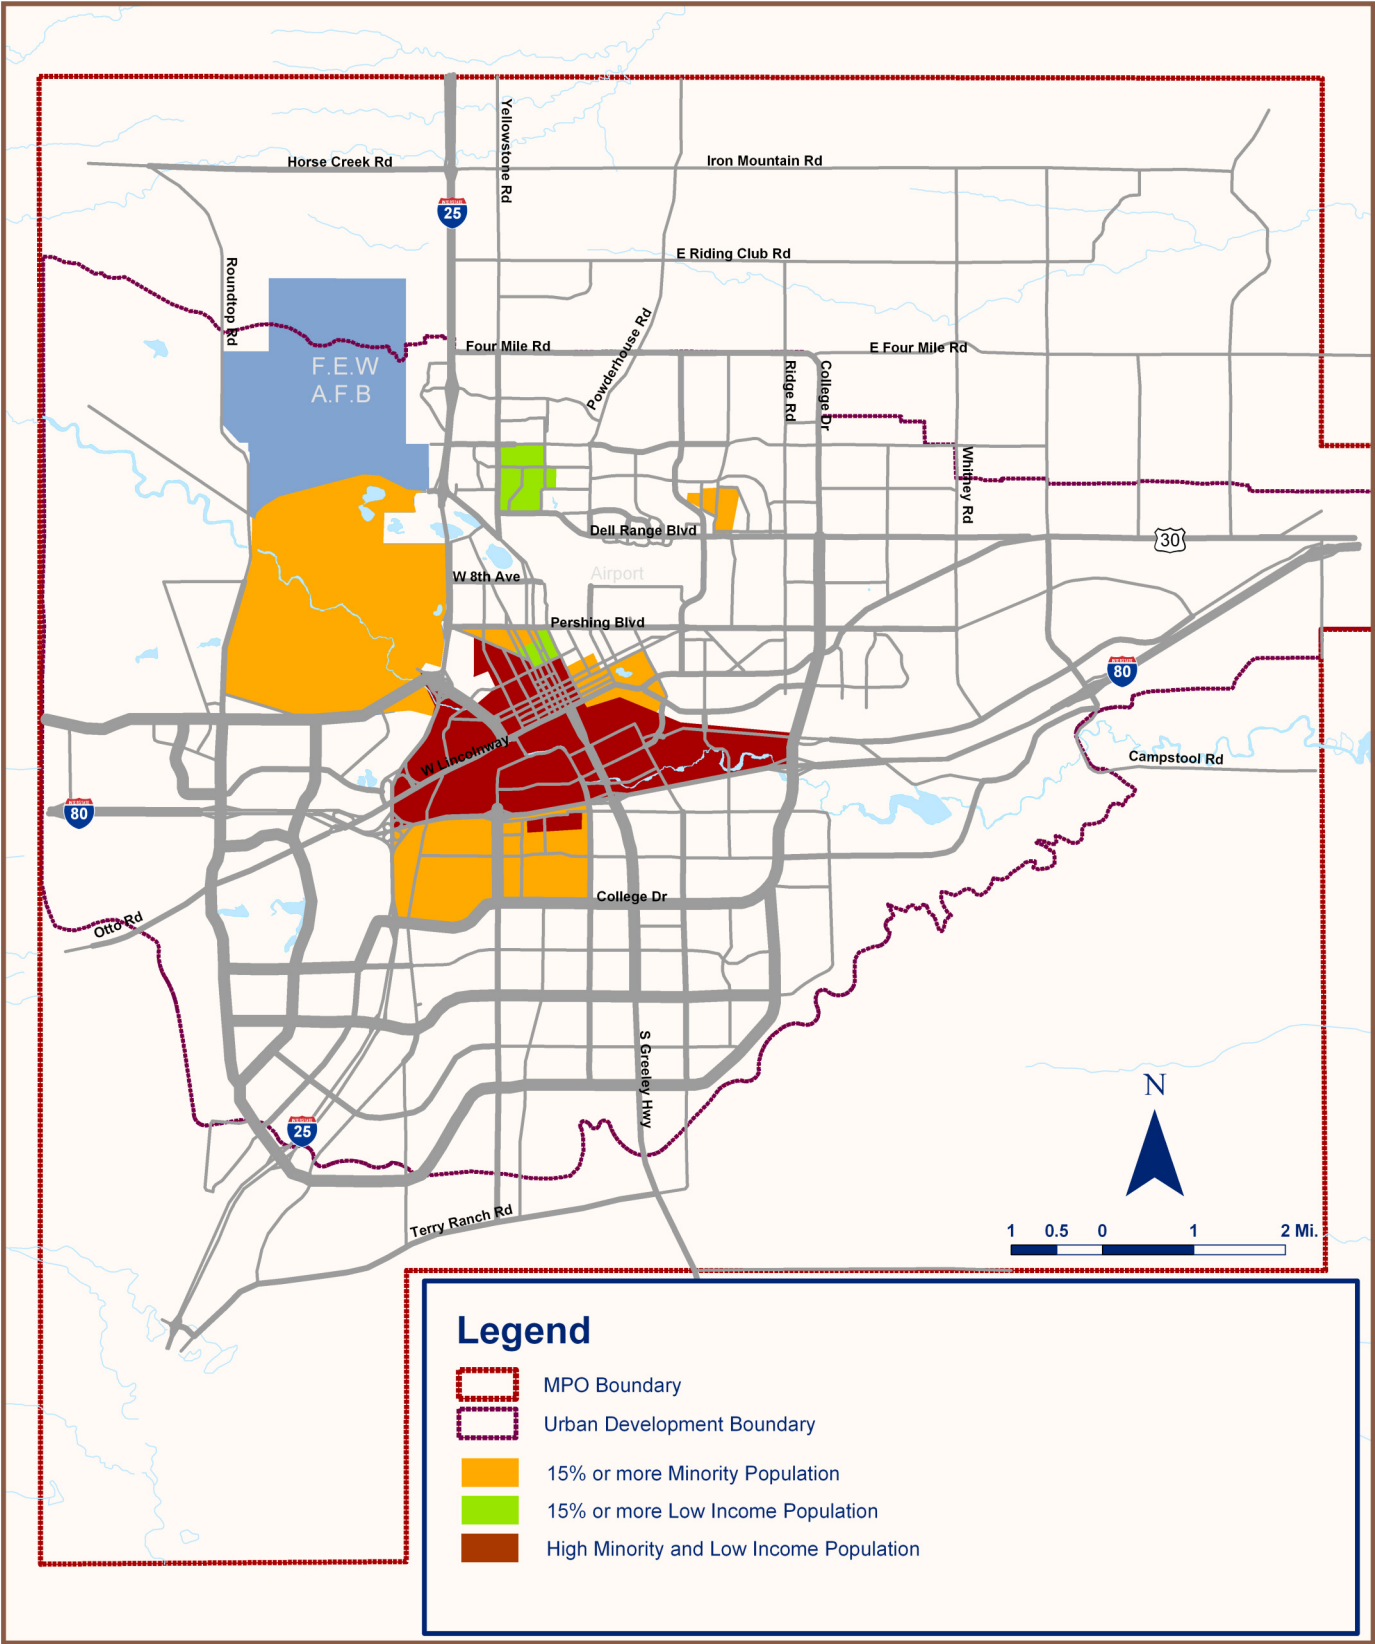 Yellowstone Rd
Horse Creek Rd
Iron Mountain Rd
25
E Riding Club Rd
Roundtop Rd
Powderhouse Rd
Four Mile Rd
E Four Mile Rd
F.E.W
A.F.B
Ridge Rd
College Dr
Whitney Rd
Dell Range Blvd
30
W 8th Ave
Airport
Pershing Blvd
80
W Lincolnway
Campstool Rd
80
College Dr
Otto Rd
S Greeley Hwy
N
25
Terry Ranch Rd
1 0.5 0 1 2 Mi.
Legend
MPO Boundary
Urban Development Boundary
15% or more Minority Population
15% or more Low Income Population
High Minority and Low Income Population